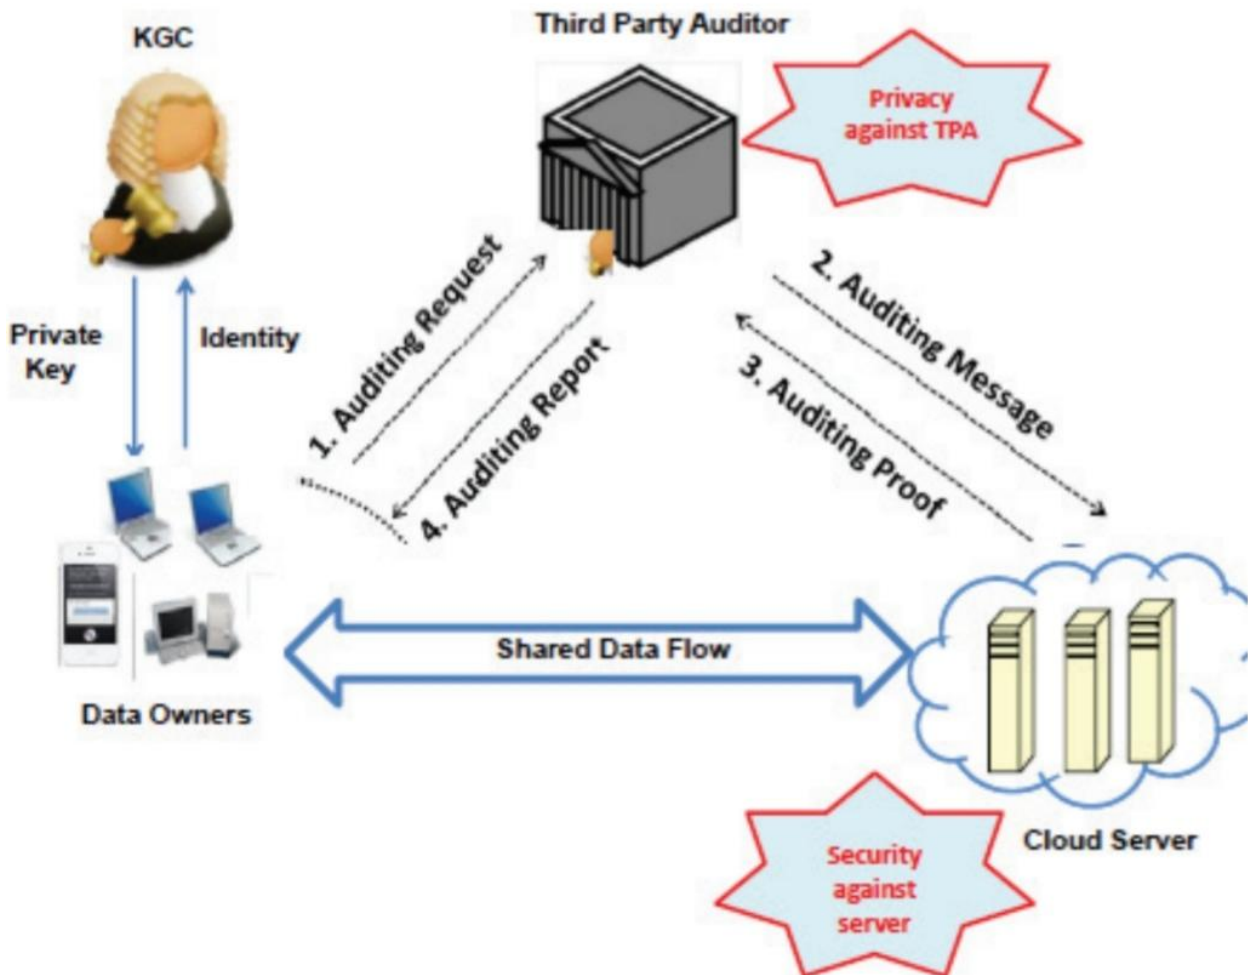 KGC
Third Party Auditor
Privacy
against TPA
Private
Key
Identity
1. Auditing Request
4. Auditing Report
2. Auditing Message
3. Auditing Proof
Shared Data Flow
Data Owners
Cloud Server
Security
against
server